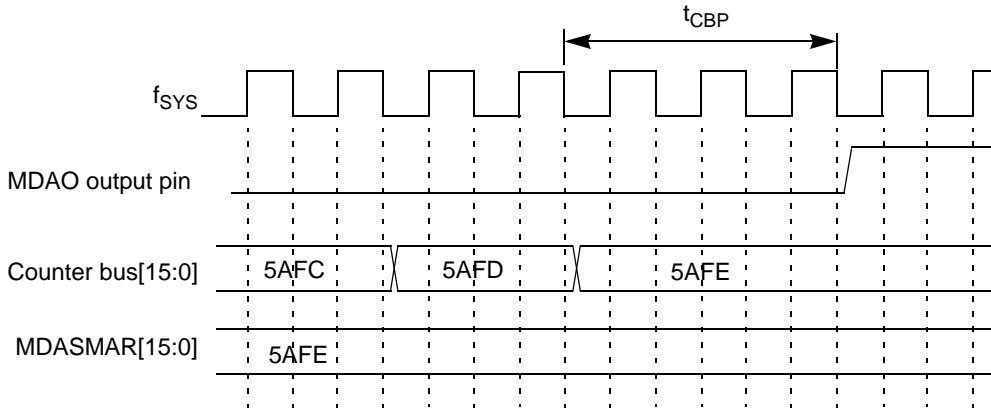 tCBP
fSYS
MDAO output pin
Counter bus[15:0] 5AFC 5AFD 5AFE
MDASMAR[15:0] 5AFE